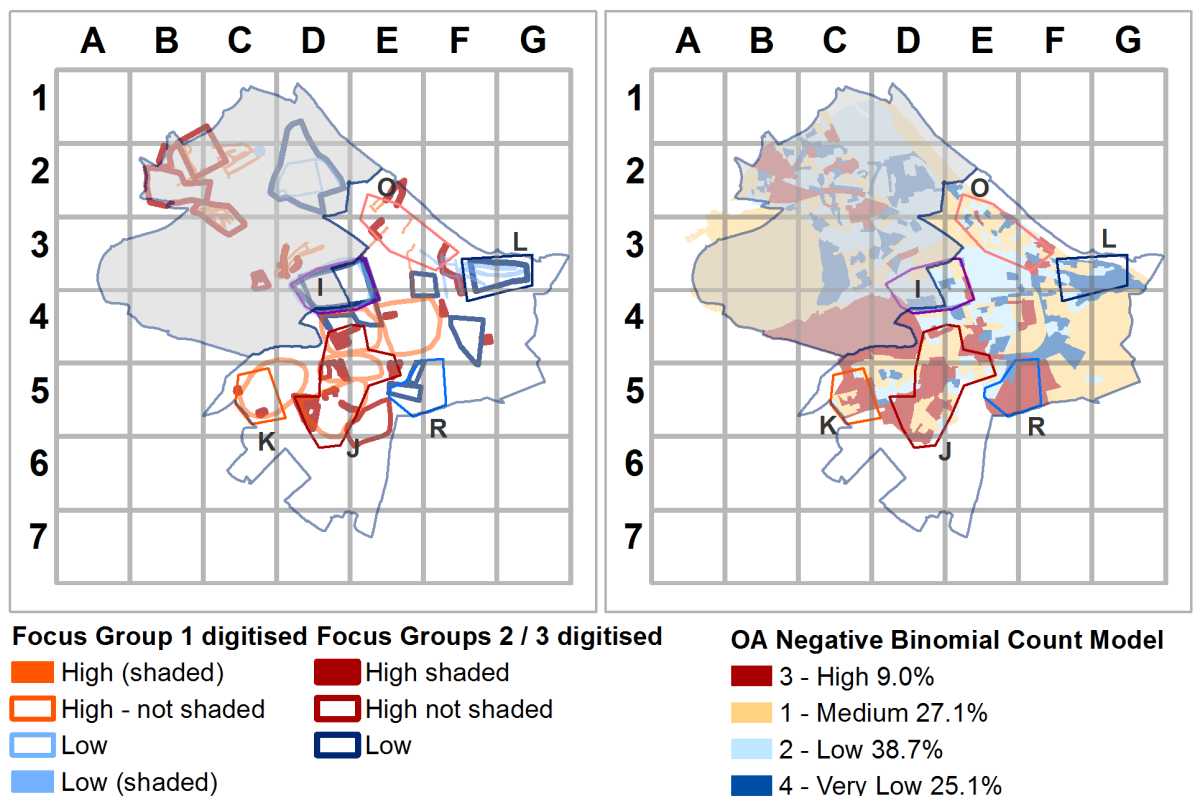 A B C D E F G
1
2
3
4
5
6
7
O
L
I
K
J
R
A B C D E F G
1
2
3
4
5
6
7
O
L
I
K
J
R
Focus Group 1 digitised
High (shaded)
High - not shaded
Low
Low (shaded)
Focus Groups 2 / 3 digitised
High shaded
High not shaded
Low
OA Negative Binomial Count Model
3 - High 9.0%
1 - Medium 27.1%
2 - Low 38.7%
4 - Very Low 25.1%